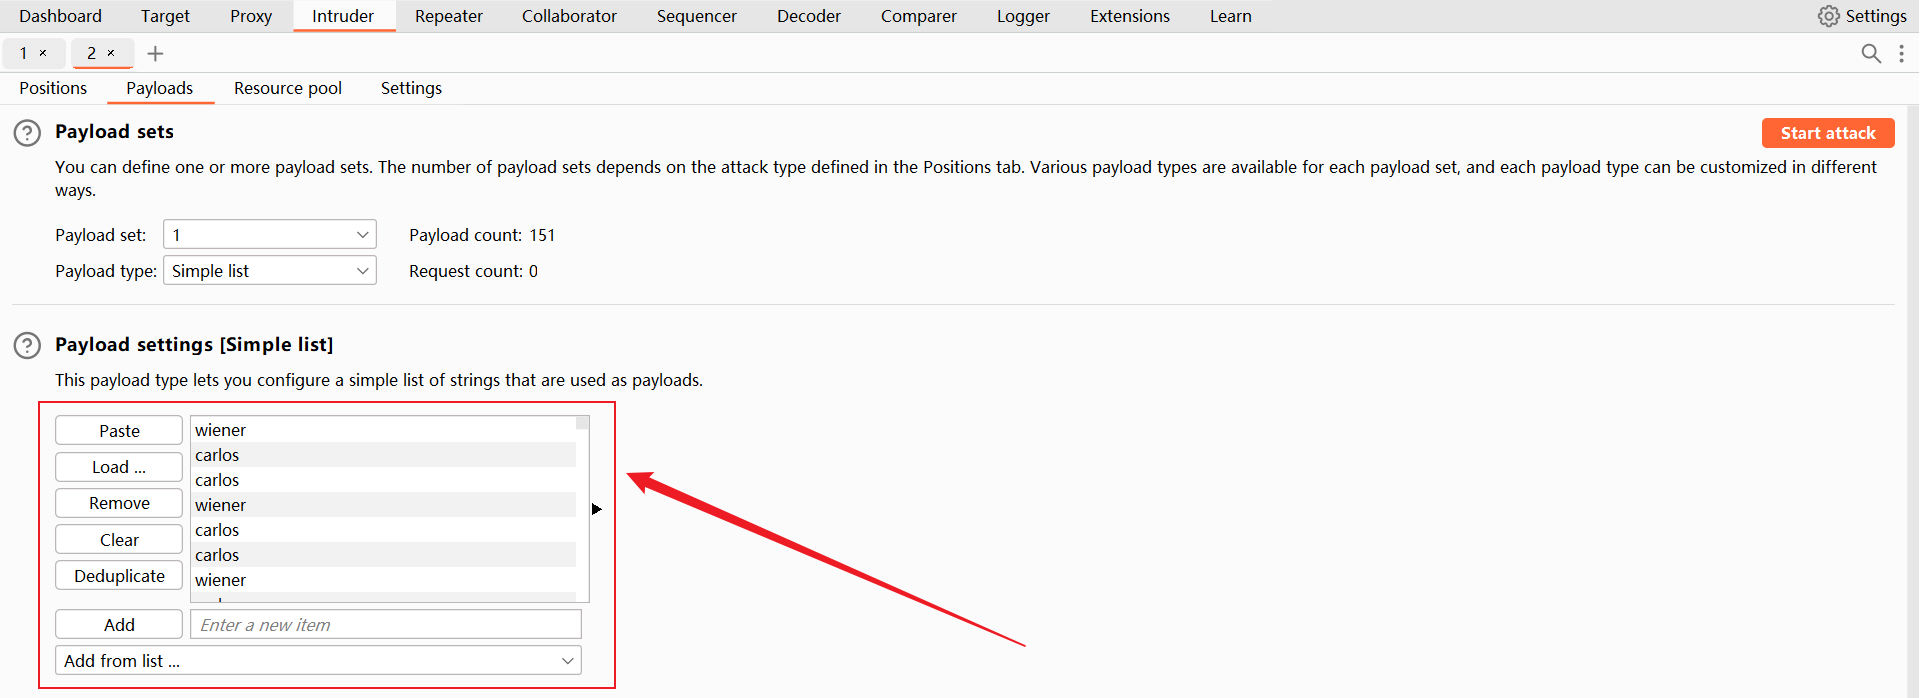 Dashboard Target Proxy Intruder Repeater Collaborator Sequencer Decoder Comparer Logger Extensions Learn Settings
1 × 2 × +
Positions Payloads Resource pool Settings
? Payload sets Start attack
You can define one or more payload sets. The number of payload sets depends on the attack type defined in the Positions tab. Various payload types are available for each payload set, and each payload type can be customized in different
ways.
Payload set: 1 Payload count: 151
Payload type: Simple list Request count: 0
? Payload settings [Simple list]
This payload type lets you configure a simple list of strings that are used as payloads.
Paste wiener
carlos
Load ... carlos
Remove wiener
carlos
Clear carlos
Deduplicate wiener
Add Enter a new item
Add from list ...